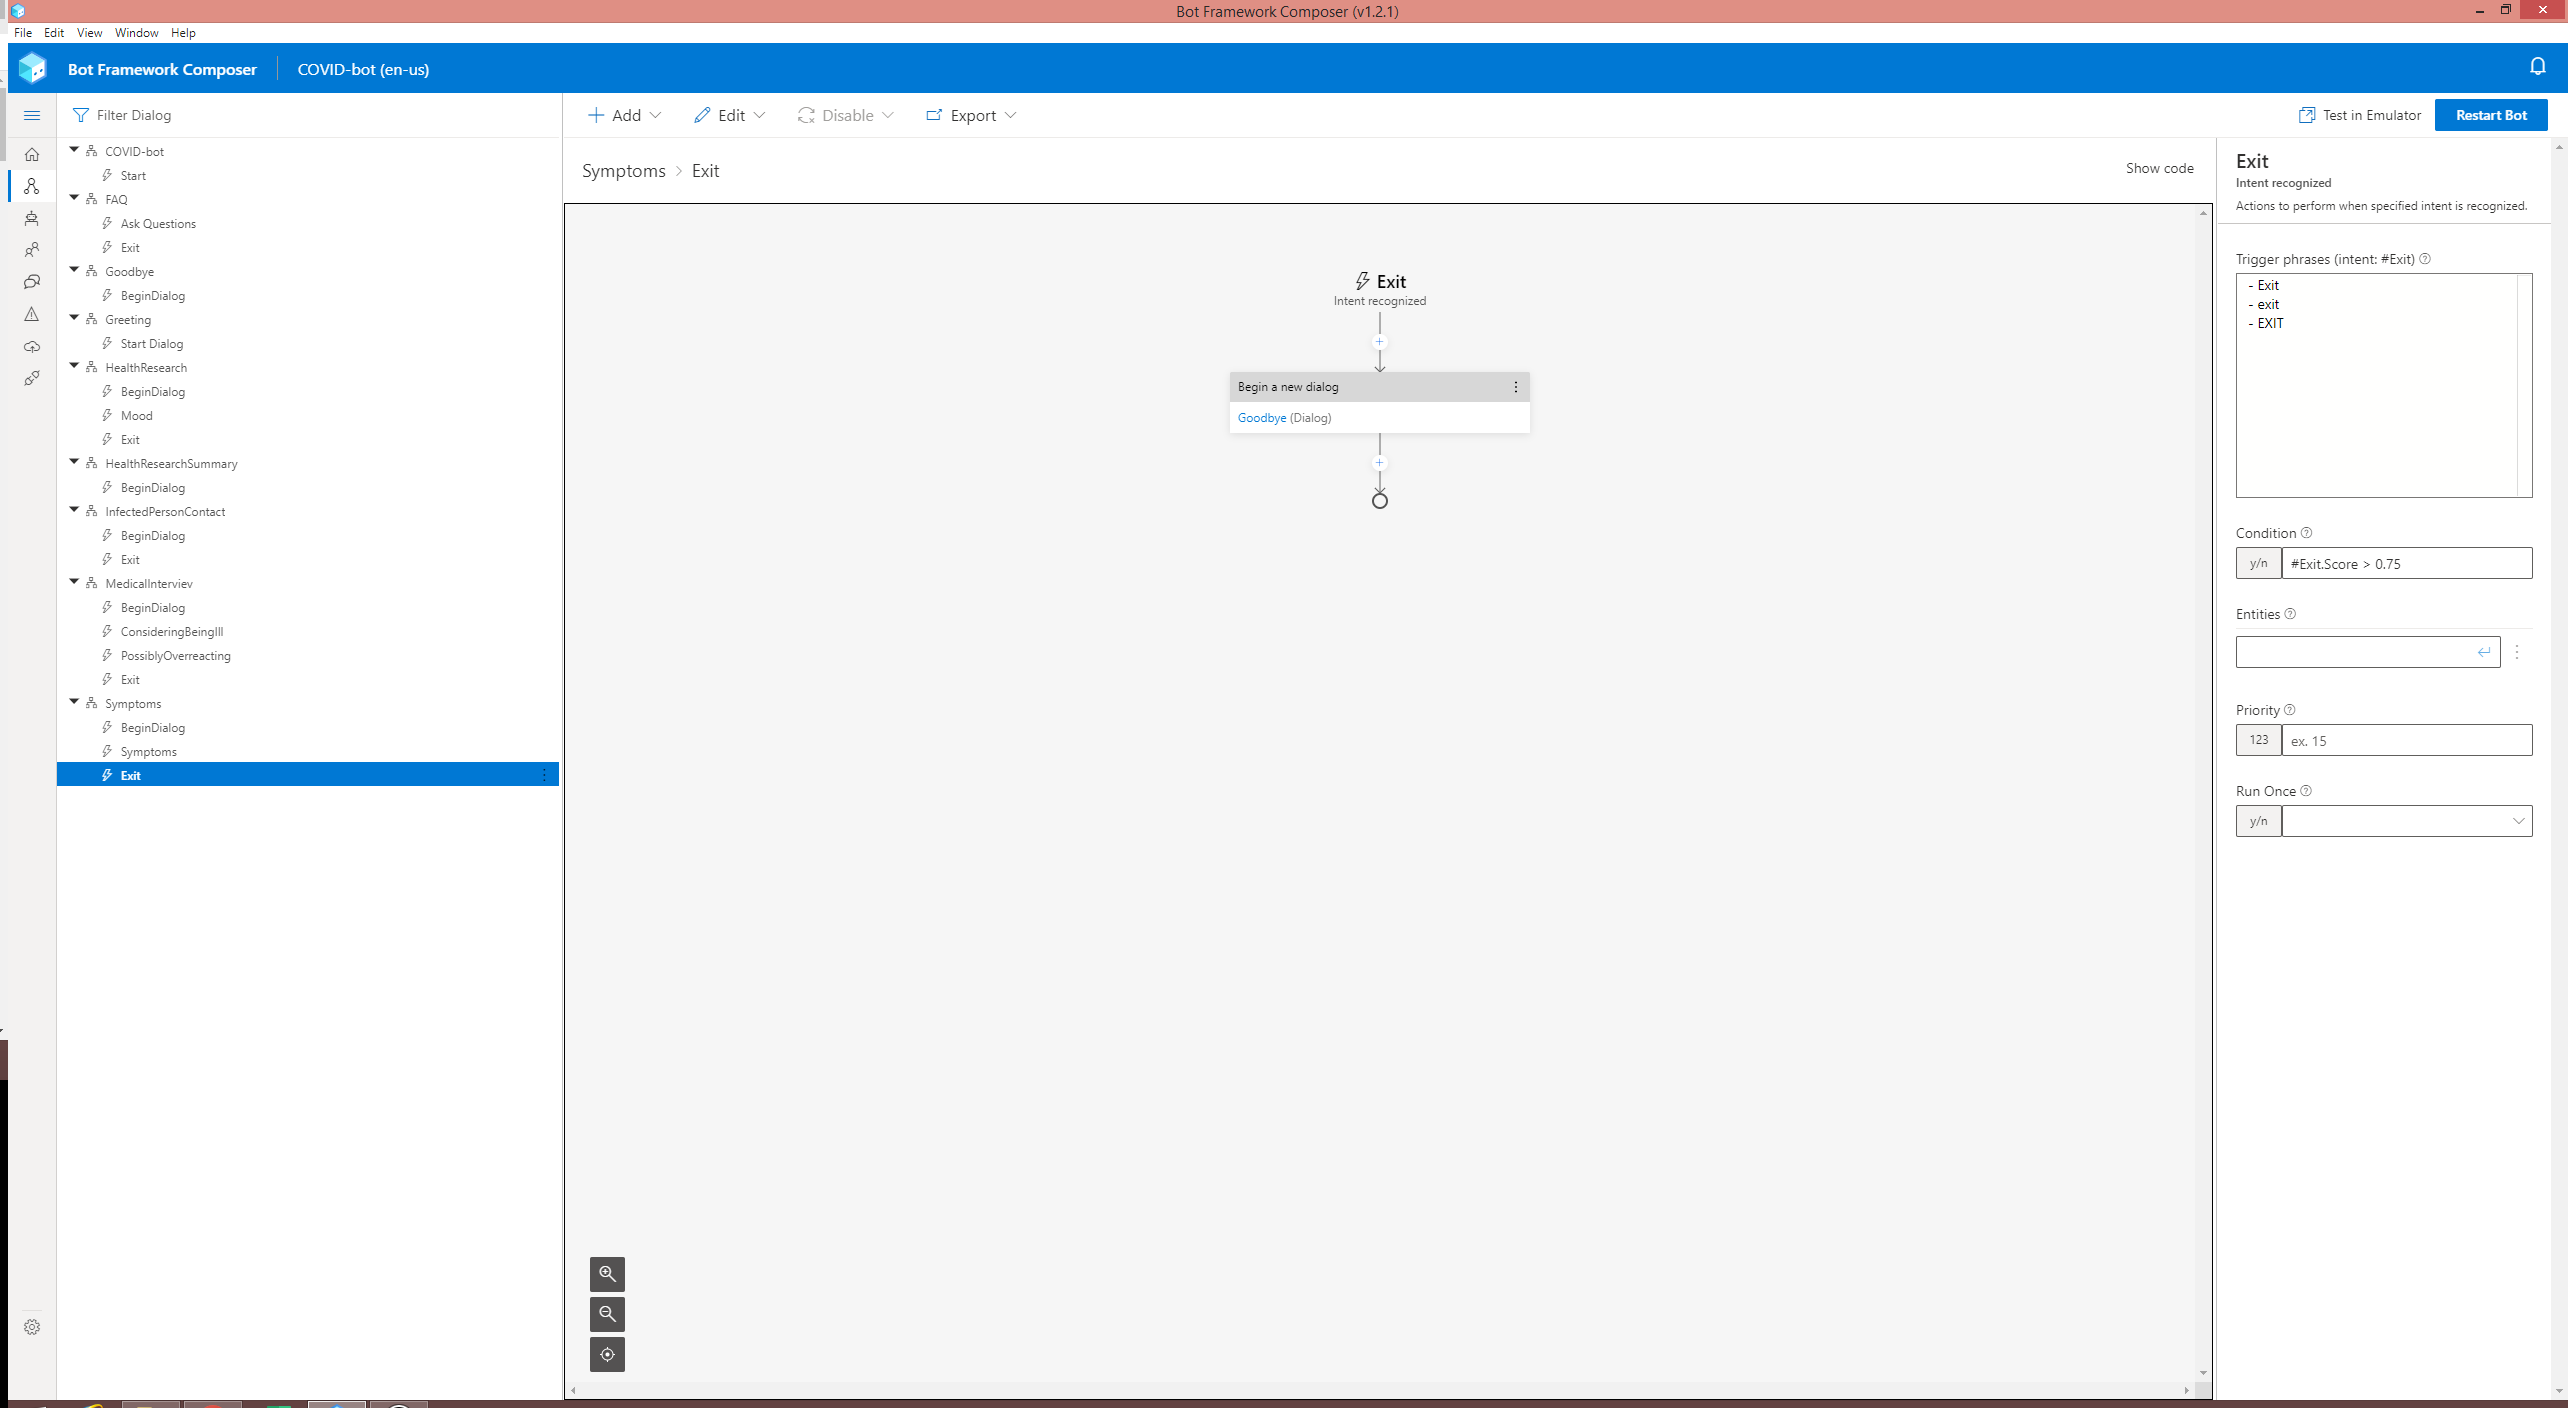 Bot Framework Composer (v1.2.1)
File Edit View Window Help
Bot Framework Composer COVID-bot (en-us)
Filter Dialog
Add Edit Disable Export Test in Emulator Restart Bot
COVID-bot
Start
FAQ
Ask Questions
Exit
Goodbye
BeginDialog
Greeting
Start Dialog
HealthResearch
BeginDialog
Mood
Exit
HealthResearchSummary
BeginDialog
InfectedPersonContact
BeginDialog
Exit
MedicalInterviev
BeginDialog
ConsideringBeingIll
PossiblyOverreacting
Exit
Symptoms
BeginDialog
Symptoms
Exit
Symptoms > Exit
Show code
Exit
Intent recognized
Begin a new dialog
Goodbye (Dialog)
Exit
Intent recognized
Actions to perform when specified intent is recognized.
Trigger phrases (intent: #Exit)
- Exit
- exit
- EXIT
Condition
y/n #Exit.Score > 0.75
Entities
Priority
123 ex. 15
Run Once
y/n